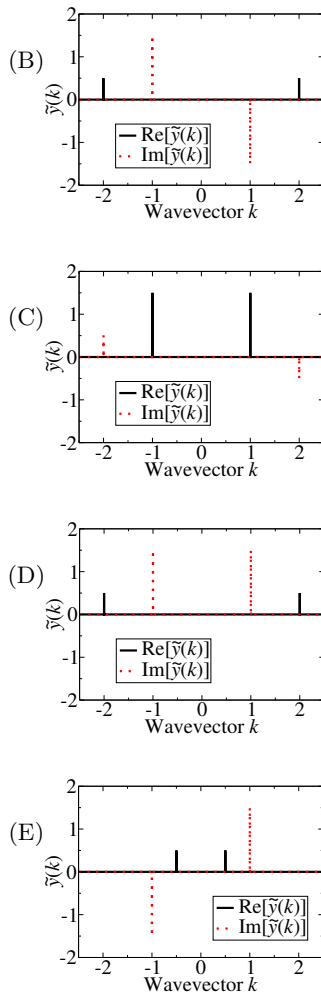 (B)
2
1
0
-1
-2
ỹ(k)
Re[ỹ(k)]
Im[ỹ(k)]
-2 -1 0 1 2
Wavevector k
(C)
2
1
0
-1
-2
ỹ(k)
Re[ỹ(k)]
Im[ỹ(k)]
-2 -1 0 1 2
Wavevector k
(D)
2
1
0
-1
-2
ỹ(k)
Re[ỹ(k)]
Im[ỹ(k)]
-2 -1 0 1 2
Wavevector k
(E)
2
1
0
-1
-2
ỹ(k)
Re[ỹ(k)]
Im[ỹ(k)]
-2 -1 0 1 2
Wavevector k